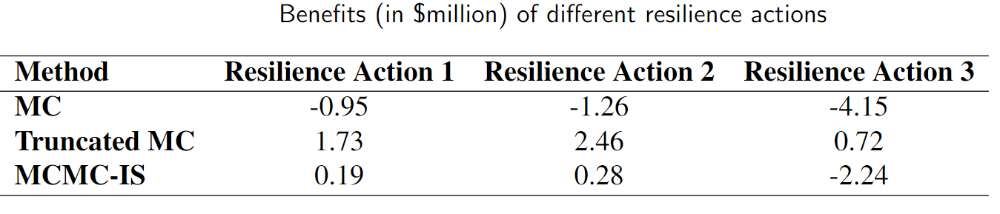 Benefits (in $million) of different resilience actions
Method Resilience Action 1 Resilience Action 2 Resilience Action 3
MC -0.95 -1.26 -4.15
Truncated MC 1.73 2.46 0.72
MCMC-IS 0.19 0.28 -2.24